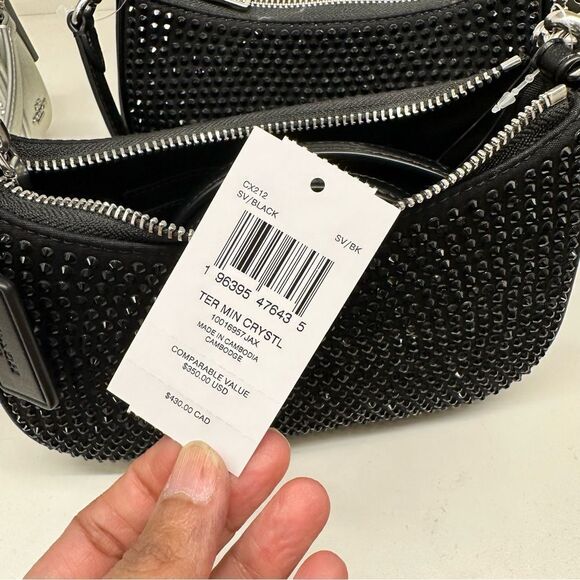 CX212
SV/BLACK
SV/BK
1 96395 47643 5
TER MIN CRYSTL
10016957JAX
MADE IN CAMBODIA
CAMBODGE
COMPARABLE VALUE
$350.00 USD
$430.00 CAD
COACH